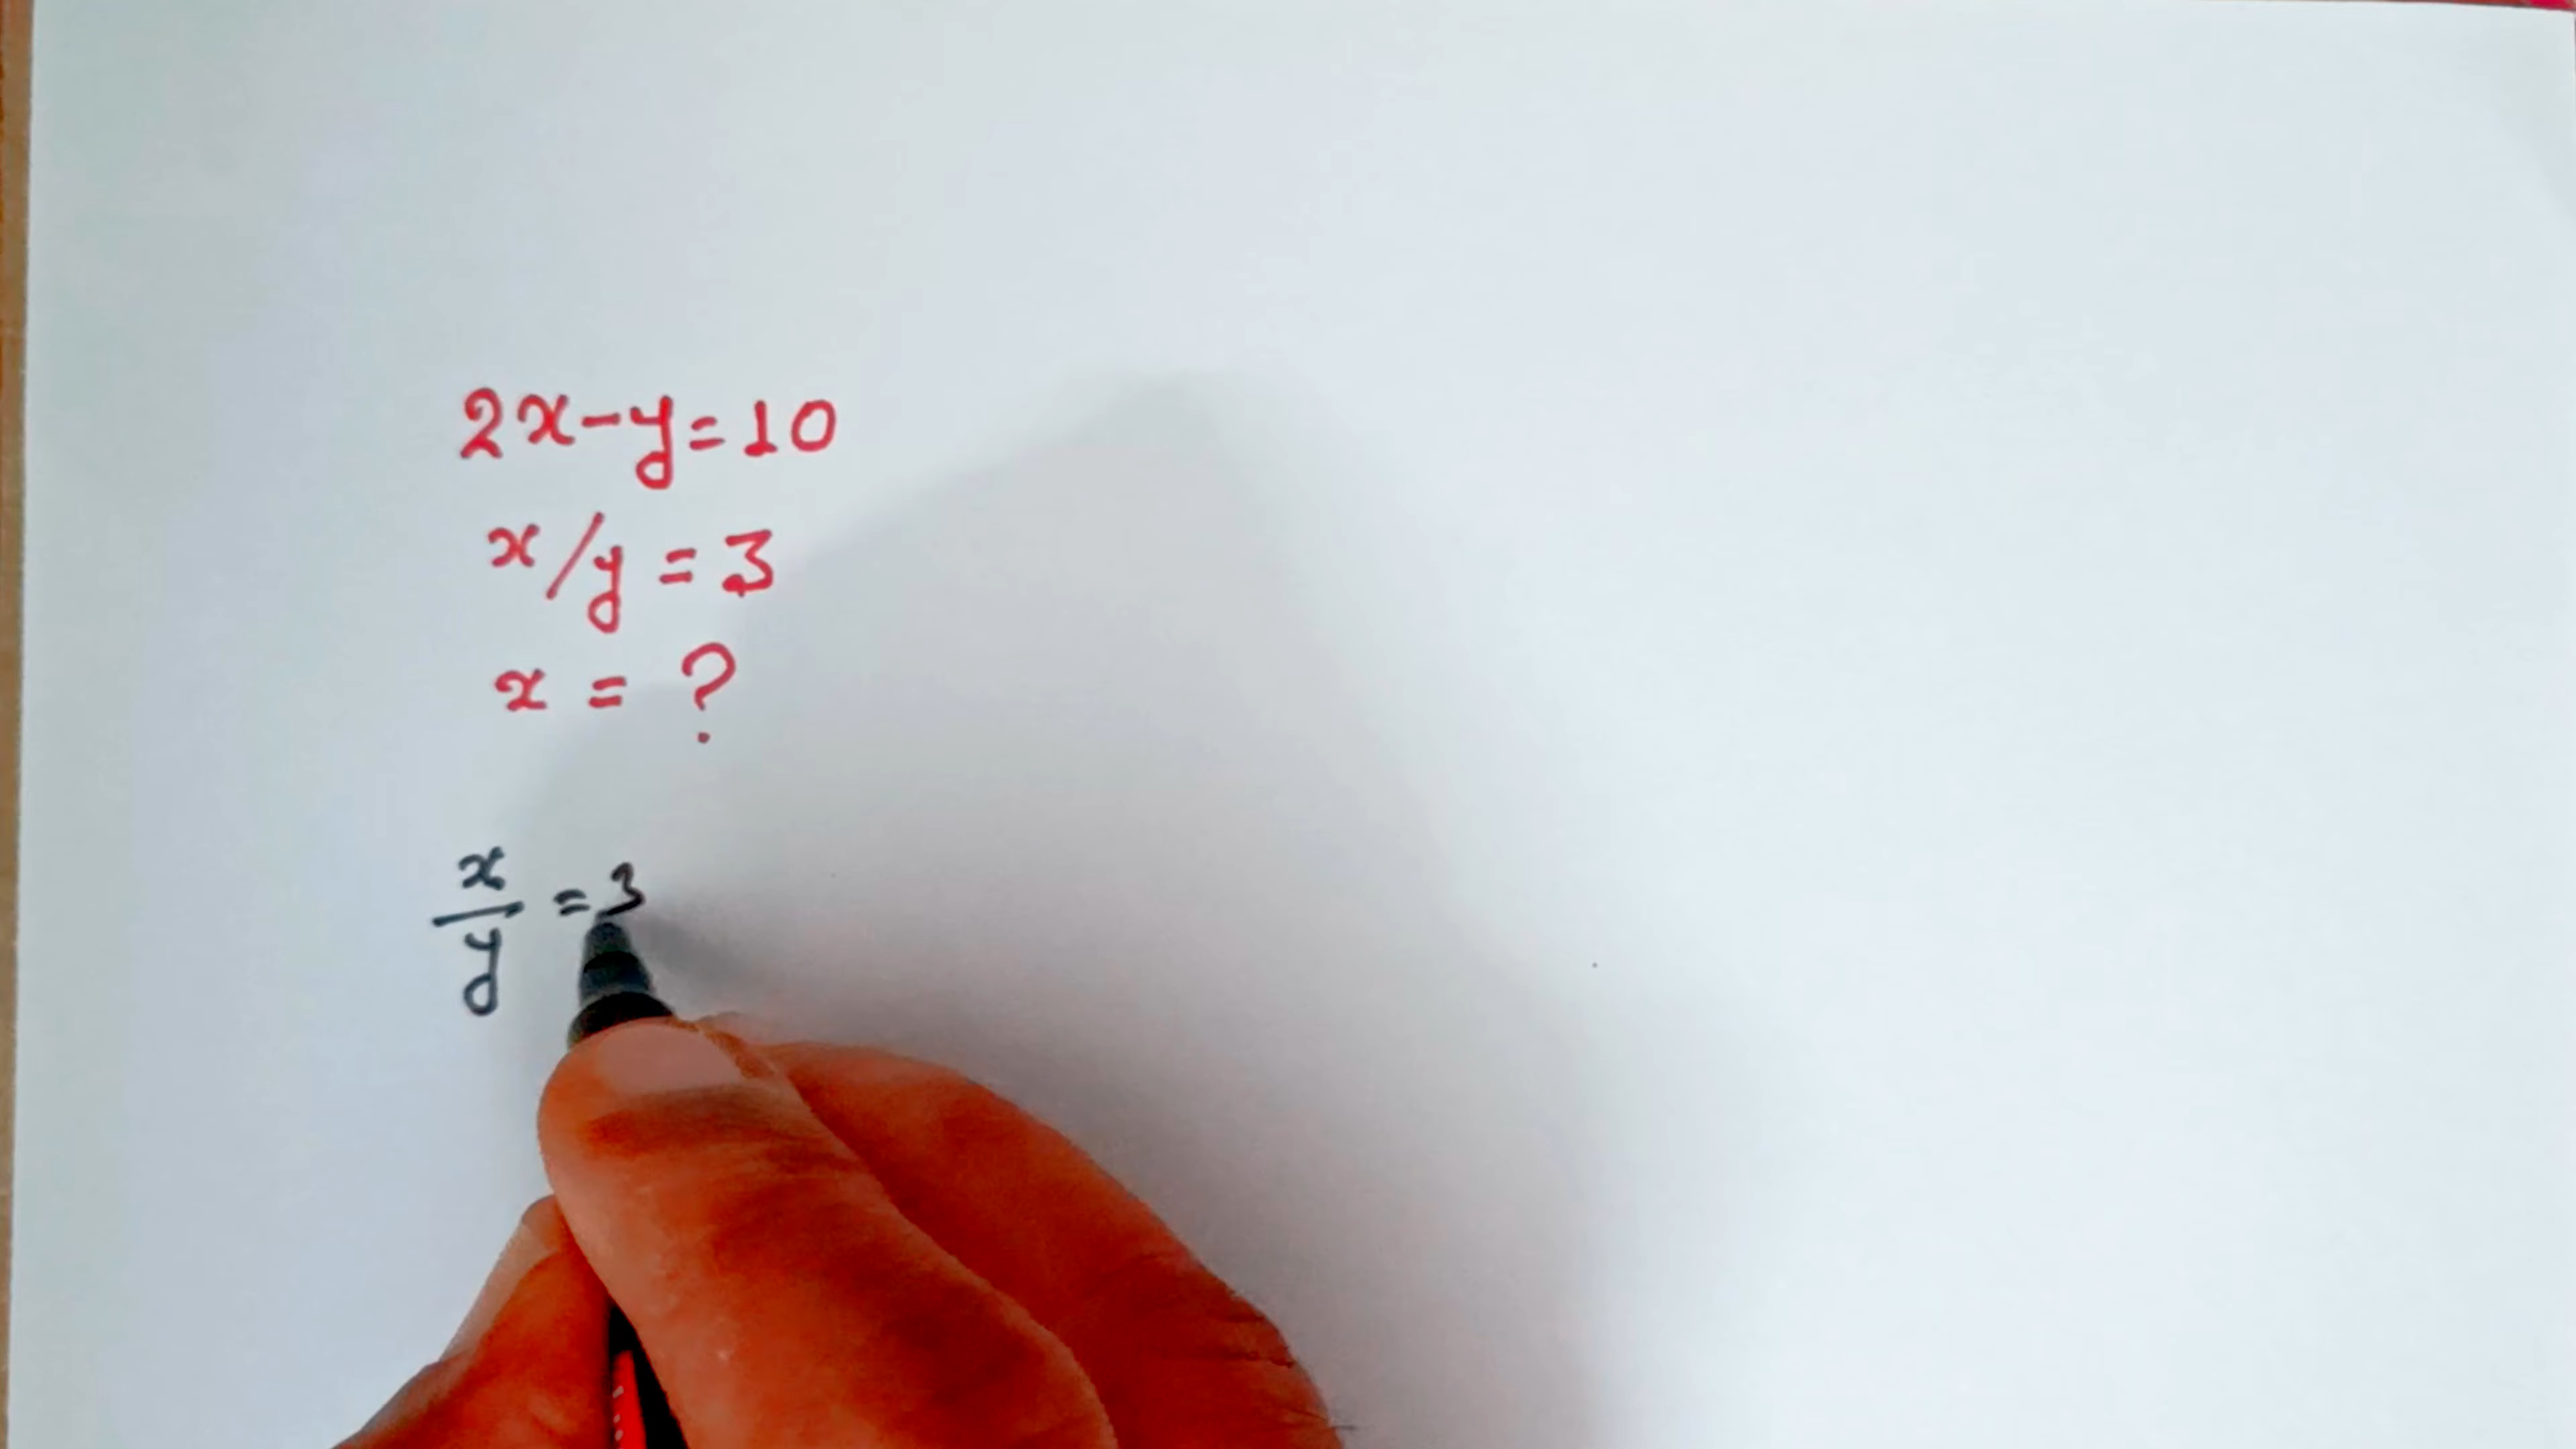 2x-y=10
x/y=3
x = ?
x/y = 3